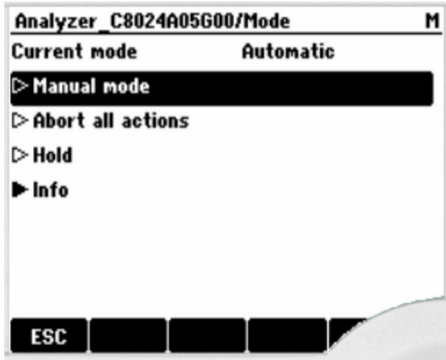 Analyzer_C8024A05G00/Mode M
Current mode Automatic
▷ Manual mode
▷ Abort all actions
▷ Hold
▶ Info
ESC